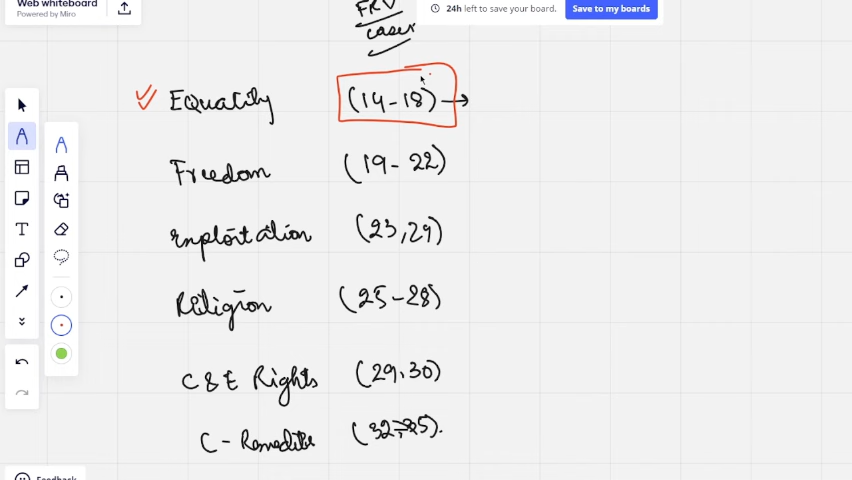 Web whiteboard
Powered by Miro
24h left to save your board.
Save to my boards
FRV
cases
Equality (14-18) →
Freedom (19-22)
Exploitation (23,24)
Religion (25-28)
C & E Rights (29,30)
C - Remedies (32-35).
T
Feedback